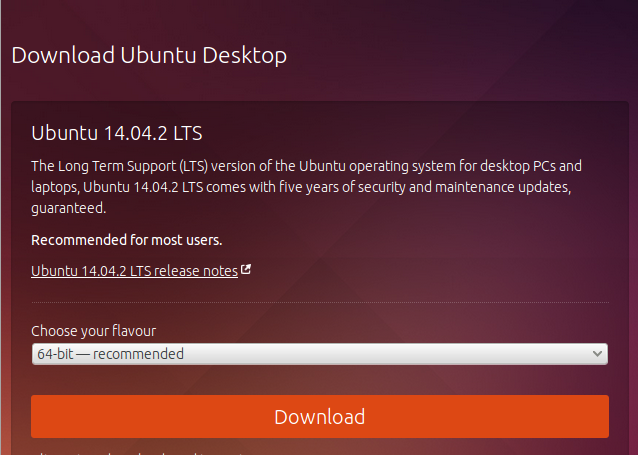 Download Ubuntu Desktop
Ubuntu 14.04.2 LTS
The Long Term Support (LTS) version of the Ubuntu operating system for desktop PCs and
laptops, Ubuntu 14.04.2 LTS comes with five years of security and maintenance updates,
guaranteed.
Recommended for most users.
Ubuntu 14.04.2 LTS release notes
Choose your flavour
64-bit — recommended
Download